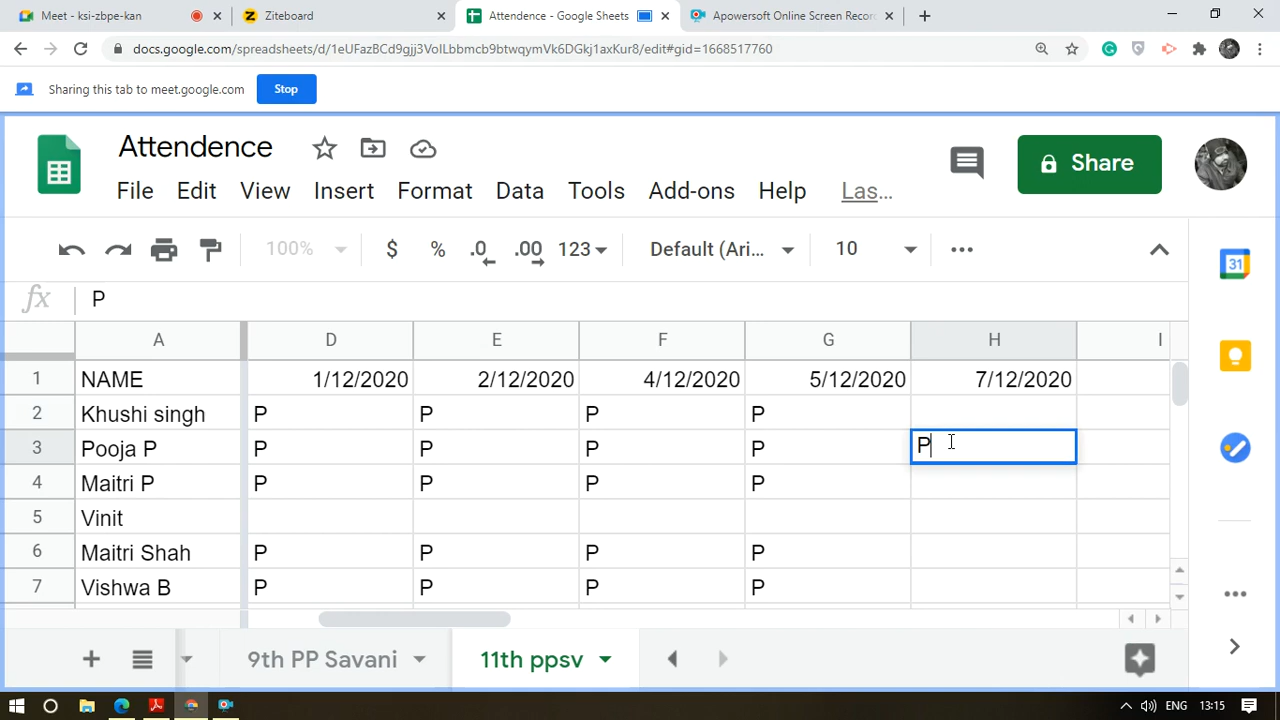 Meet - ksi-zbpe-kan
Ziteboard
Attendence - Google Sheets
Apowersoft Online Screen Recor
docs.google.com/spreadsheets/d/1eUFazBCd9gjj3VoILbbmcb9btwqymVk6DGkj1axKur8/edit#gid=1668517760
Sharing this tab to meet.google.com Stop
Attendence
Share
File Edit View Insert Format Data Tools Add-ons Help Las...
100% $ % .0 .00 123 Default (Ari... 10
31
fx P
A D E F G H I
1 NAME 1/12/2020 2/12/2020 4/12/2020 5/12/2020 7/12/2020
2 Khushi singh P P P P
3 Pooja P P P P P P
4 Maitri P P P P P
5 Vinit
6 Maitri Shah P P P P
7 Vishwa B P P P P
9th PP Savani 11th ppsv
ENG 13:15